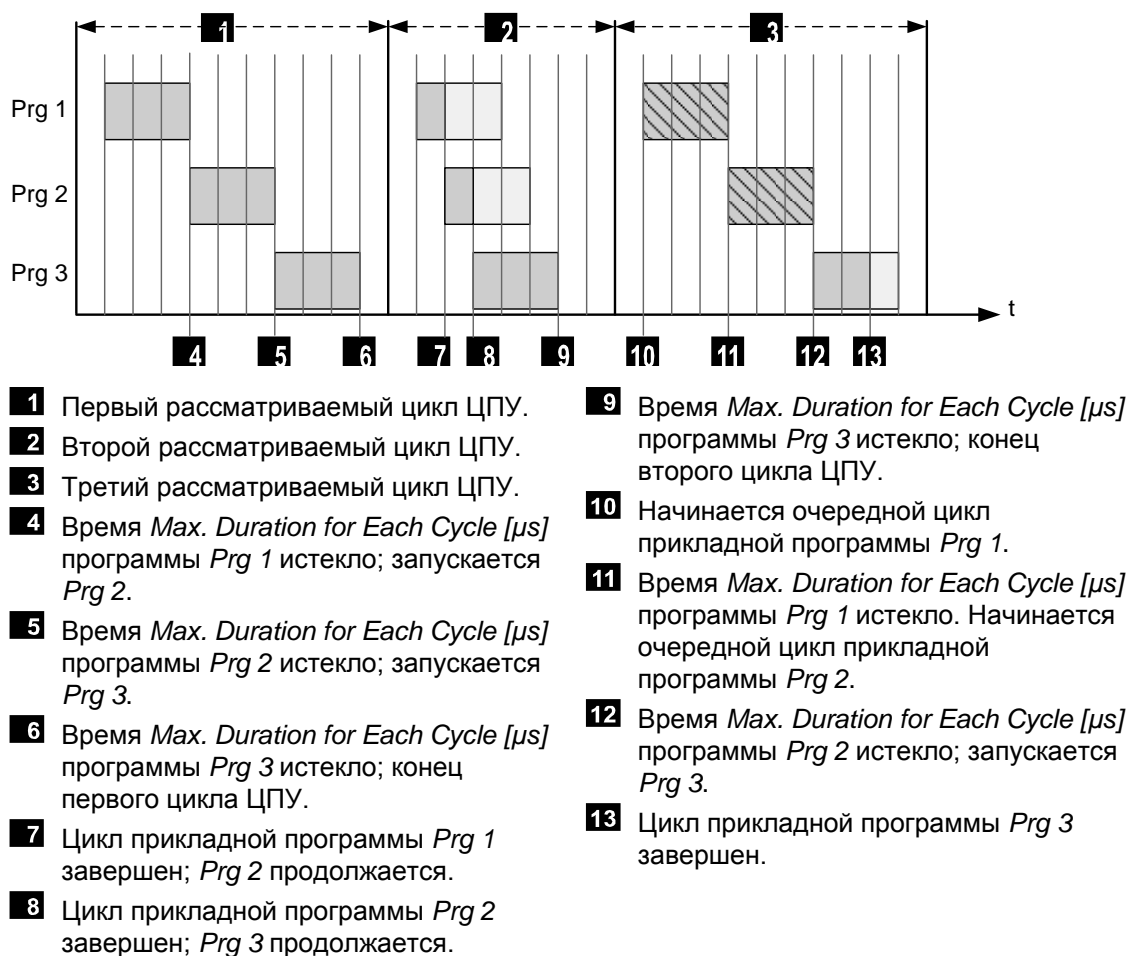 1 2 3
Prg 1
Prg 2
Prg 3
t
4 5 6 7 8 9 10 11 12 13
1 Первый рассматриваемый цикл ЦПУ.
2 Второй рассматриваемый цикл ЦПУ.
3 Третий рассматриваемый цикл ЦПУ.
4 Время Max. Duration for Each Cycle [µs]
программы Prg 1 истекло; запускается
Prg 2.
5 Время Max. Duration for Each Cycle [µs]
программы Prg 2 истекло; запускается
Prg 3.
6 Время Max. Duration for Each Cycle [µs]
программы Prg 3 истекло; конец
первого цикла ЦПУ.
7 Цикл прикладной программы Prg 1
завершен; Prg 2 продолжается.
8 Цикл прикладной программы Prg 2
завершен; Prg 3 продолжается.
9 Время Max. Duration for Each Cycle [µs]
программы Prg 3 истекло; конец
второго цикла ЦПУ.
10 Начинается очередной цикл
прикладной программы Prg 1.
11 Время Max. Duration for Each Cycle [µs]
программы Prg 1 истекло. Начинается
очередной цикл прикладной
программы Prg 2.
12 Время Max. Duration for Each Cycle [µs]
программы Prg 2 истекло; запускается
Prg 3.
13 Цикл прикладной программы Prg 3
завершен.